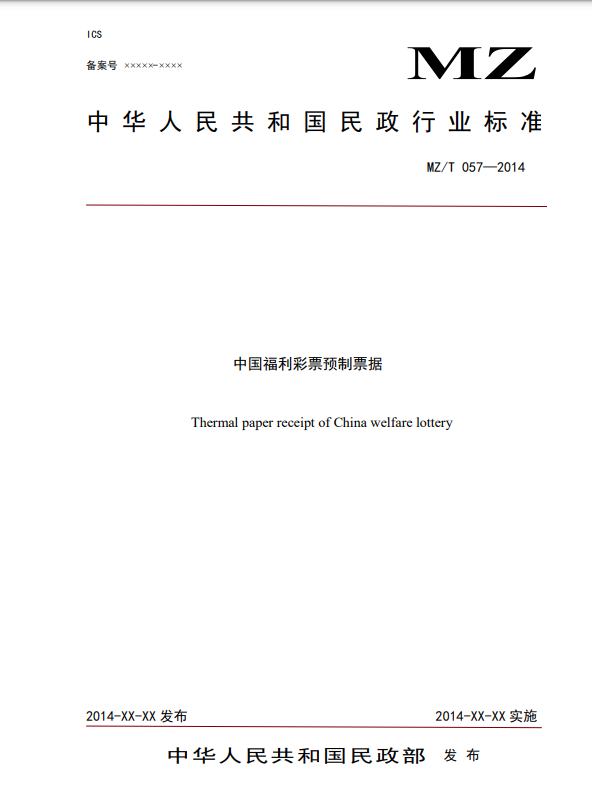 ICS
备案号 ×××××-××××
MZ
中华人民共和国民政行业标准
MZ/T 057—2014
中国福利彩票预制票据
Thermal paper receipt of China welfare lottery
2014-XX-XX 发布
2014-XX-XX 实施
中华人民共和国民政部 发布